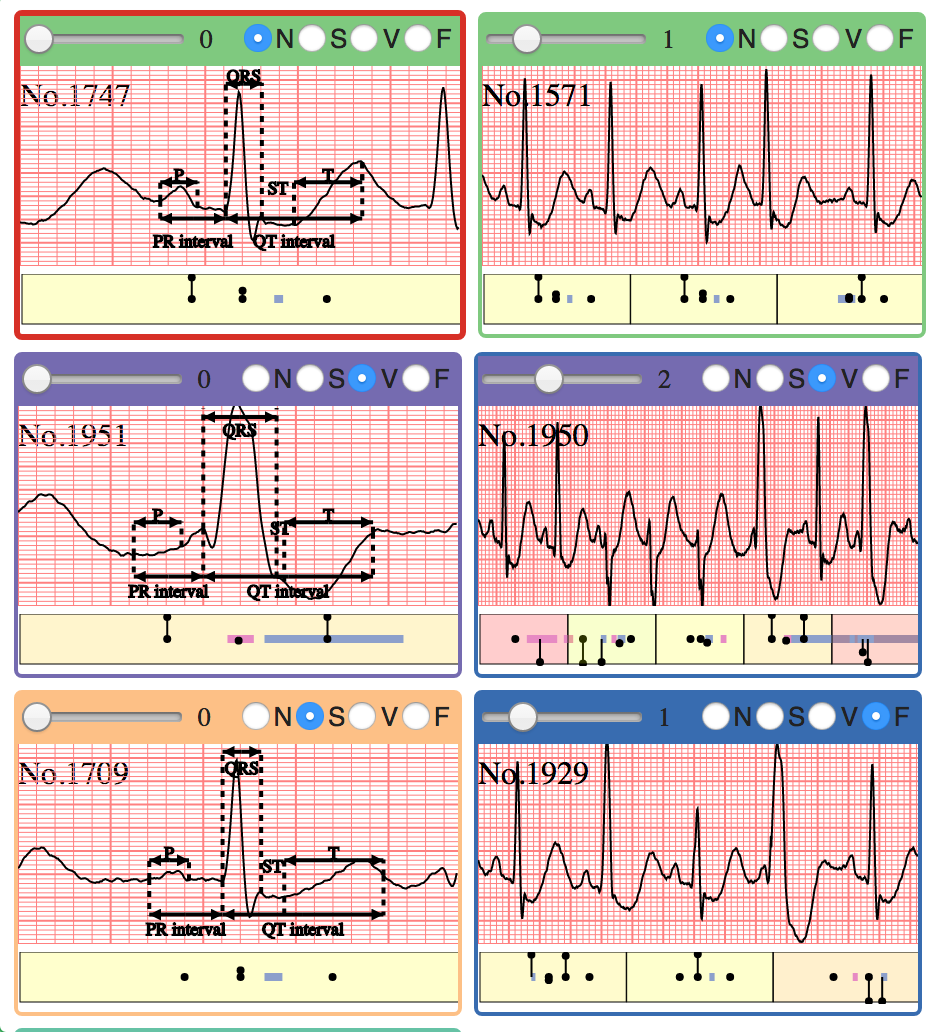 0 N S V F
No.1747
QRS
P
ST
T
PR interval
QT interval
1 N S V F
No.1571
0 N S V F
No.1951
QRS
P
ST
T
PR interval
QT interval
2 N S V F
No.1950
0 N S V F
No.1709
QRS
P
ST
T
PR interval
QT interval
1 N S V F
No.1929